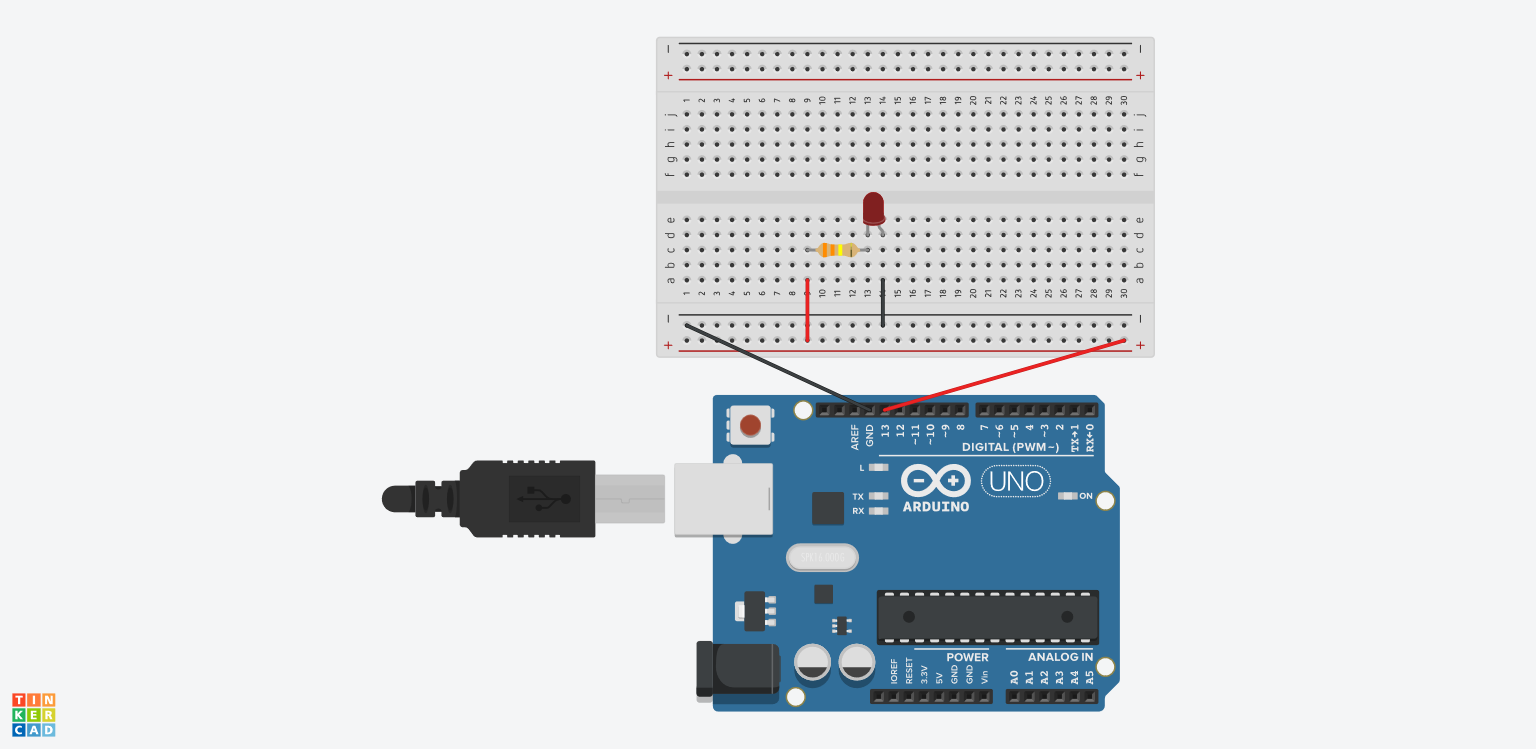 − −
+ +
1 2 3 4 5 6 7 8 9 10 11 12 13 14 15 16 17 18 19 20 21 22 23 24 25 26 27 28 29 30
j j
i i
h h
g g
f f
e e
d d
c c
b b
a a
1 2 3 4 5 6 7 8 10 11 12 13 15 16 17 18 19 20 21 22 23 24 25 26 27 28 29 30
− −
+ +
AREF GND 13 12 ~11 ~10 ~9 8 7 ~6 ~5 4 ~3 2 TX→1 RX←0
DIGITAL (PWM~)
L
TX
RX
UNO
ON
ARDUINO
POWER ANALOG IN
IOREF RESET 3.3V 5V GND GND Vin A0 A1 A2 A3 A4 A5
TIN
KER
CAD